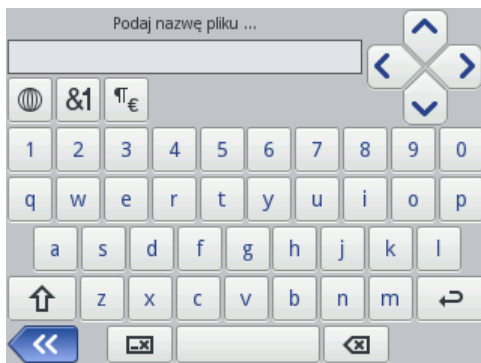 Podaj nazwę pliku ...
&1 ¶€
1 2 3 4 5 6 7 8 9 0
q w e r t y u i o p
a s d f g h j k l
z x c v b n m